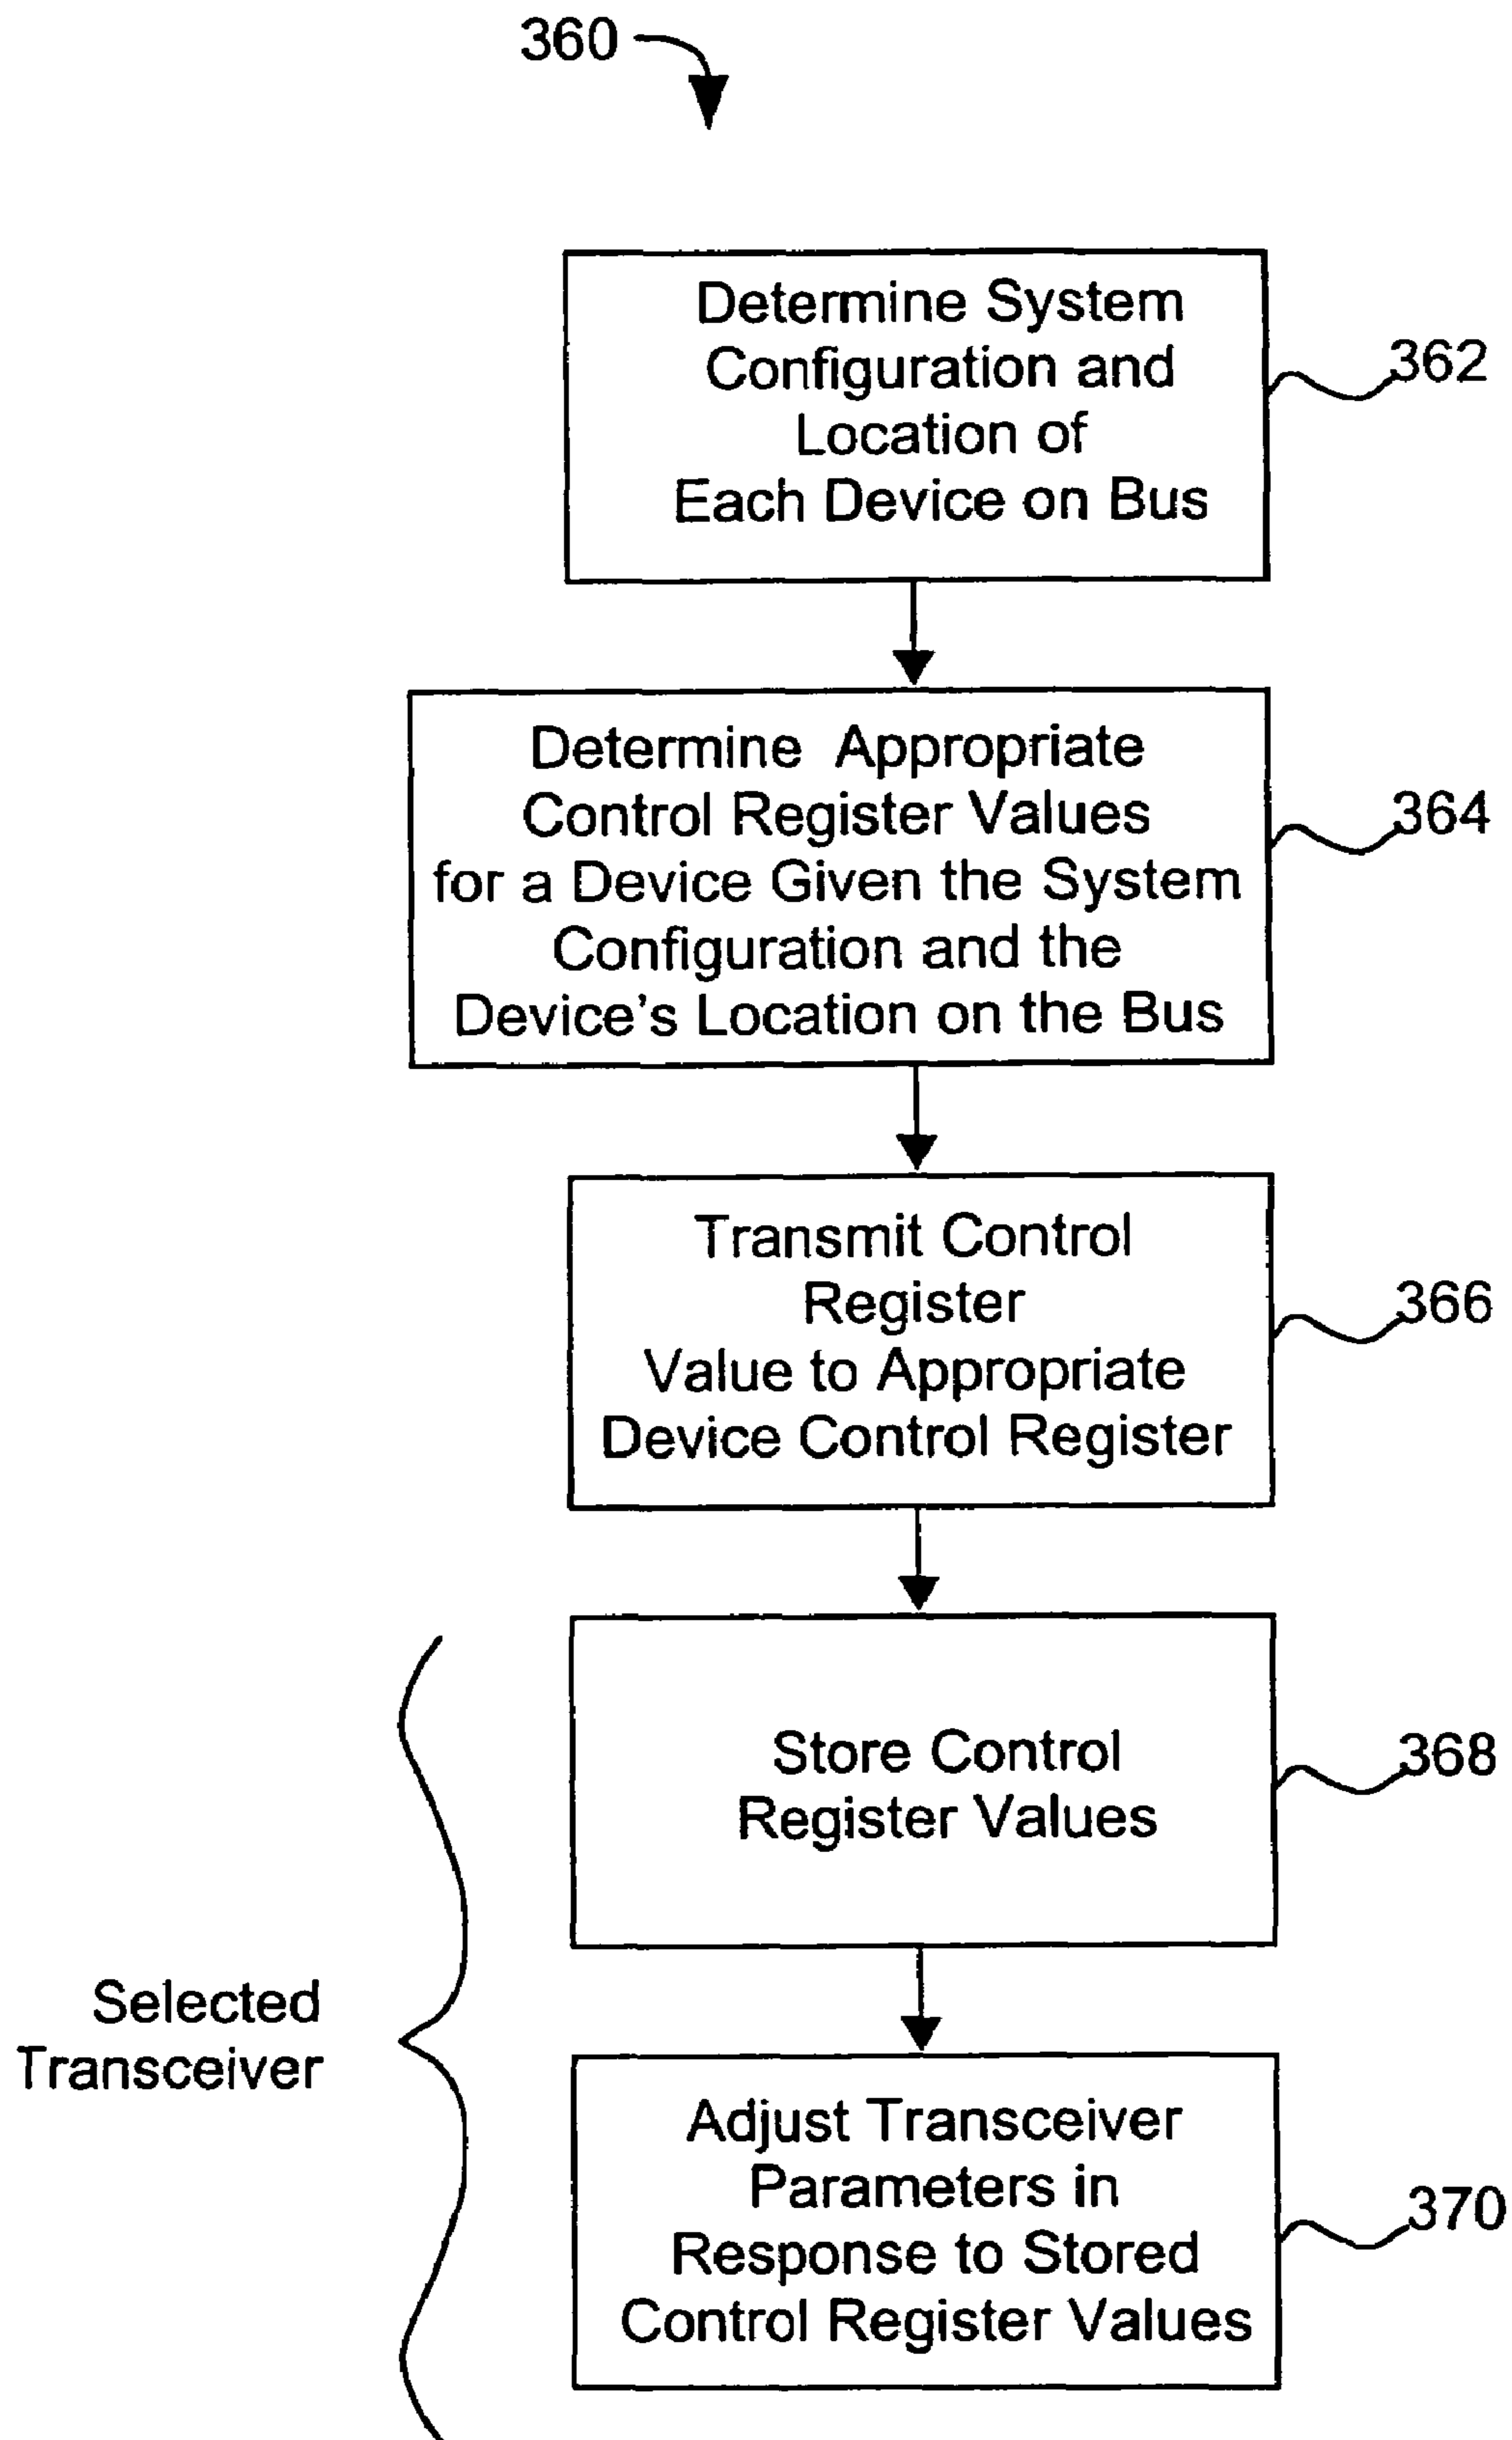 360
Determine System
Configuration and
Location of
Each Device on Bus
362
Determine Appropriate
Control Register Values
for a Device Given the System
Configuration and the
Device's Location on the Bus
364
Transmit Control
Register
Value to Appropriate
Device Control Register
366
Store Control
Register Values
368
Selected
Transceiver
Adjust Transceiver
Parameters in
Response to Stored
Control Register Values
370